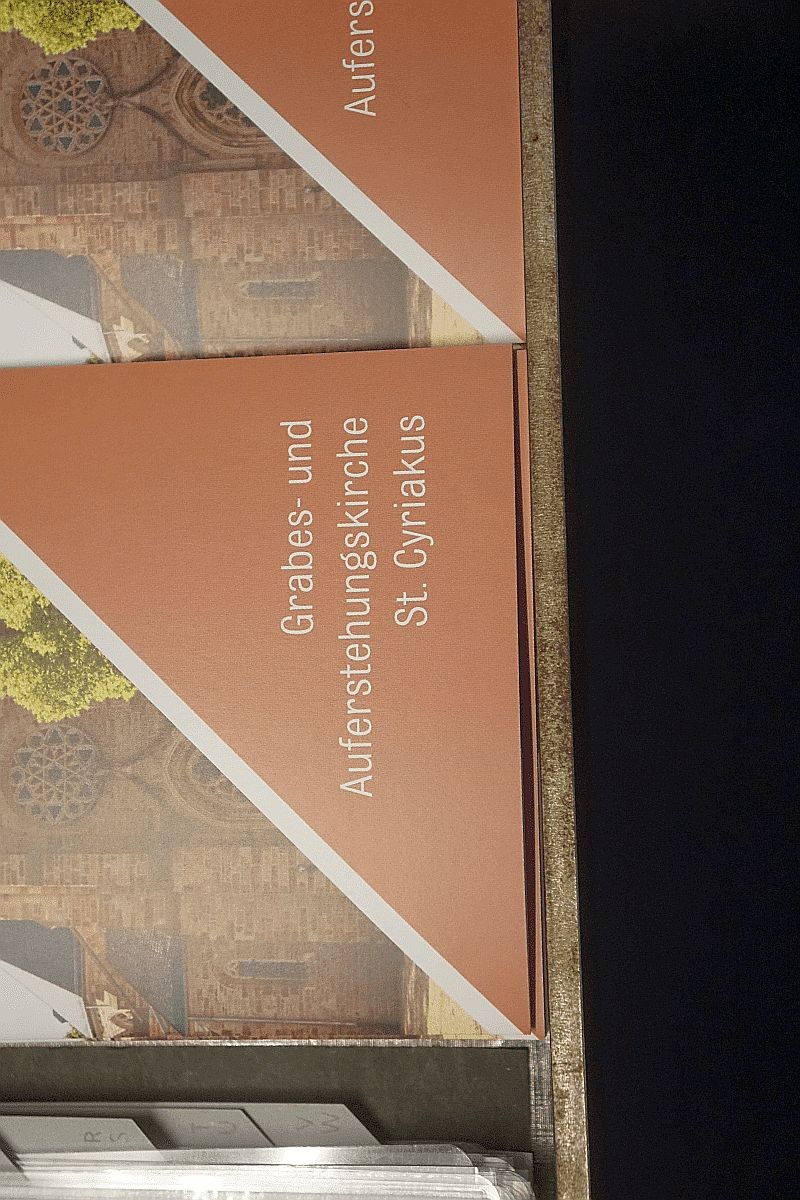 Aufers
Grabes- und
Auferstehungskirche
St. Cyriakus
R
S
T
U
V
W